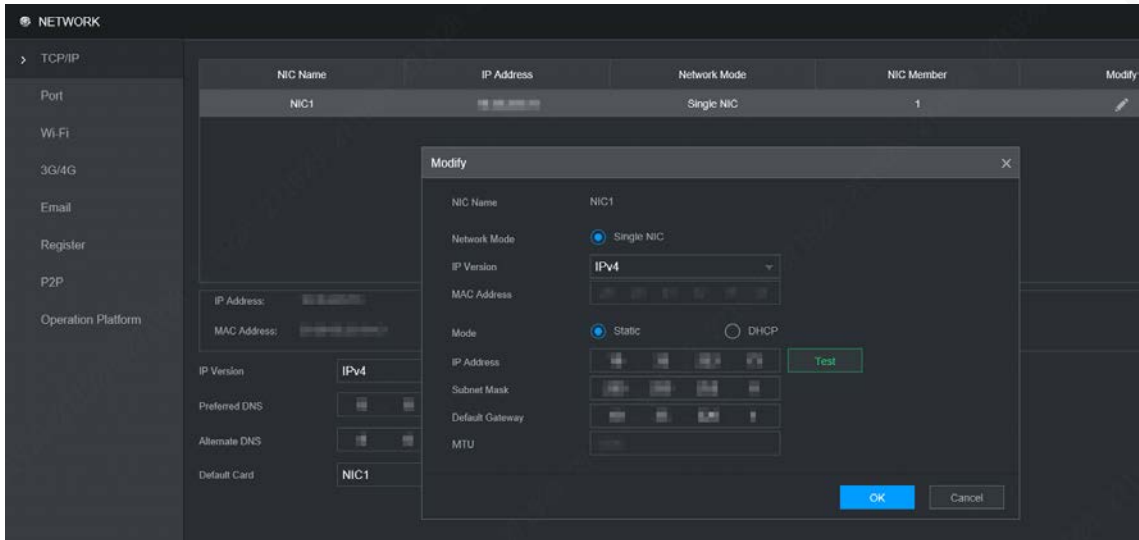 NETWORK
TCP/IP
Port
Wi-Fi
3G/4G
Email
Register
P2P
Operation Platform
NIC Name IP Address Network Mode NIC Member Modify
NIC1 Single NIC 1
Modify
NIC Name NIC1
Network Mode Single NIC
IP Version IPv4
MAC Address
Mode Static DHCP
IP Address Test
Subnet Mask
Default Gateway
MTU
OK Cancel
IP Address:
MAC Address:
IP Version IPv4
Preferred DNS
Alternate DNS
Default Card NIC1